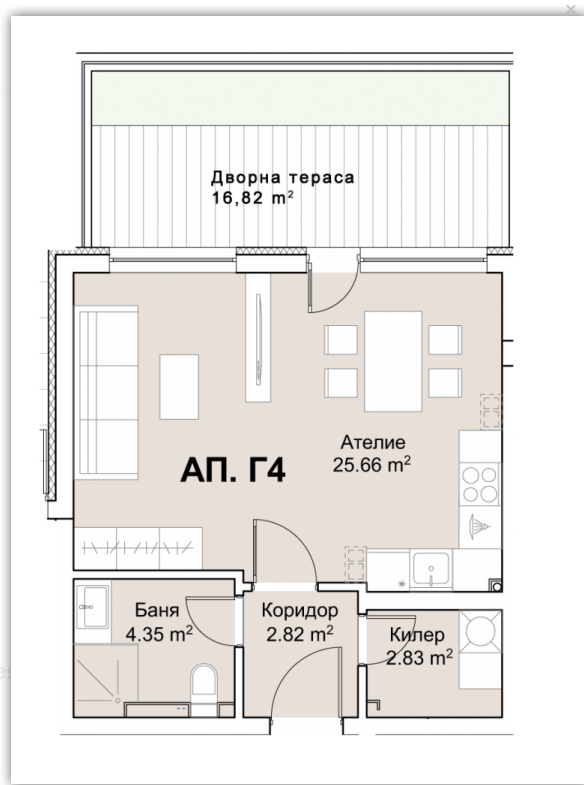 Дворна тераса
16,82 m²
Ателие
25.66 m²
АП. Г4
Баня
4.35 m²
Коридор
2.82 m²
Килер
2.83 m²